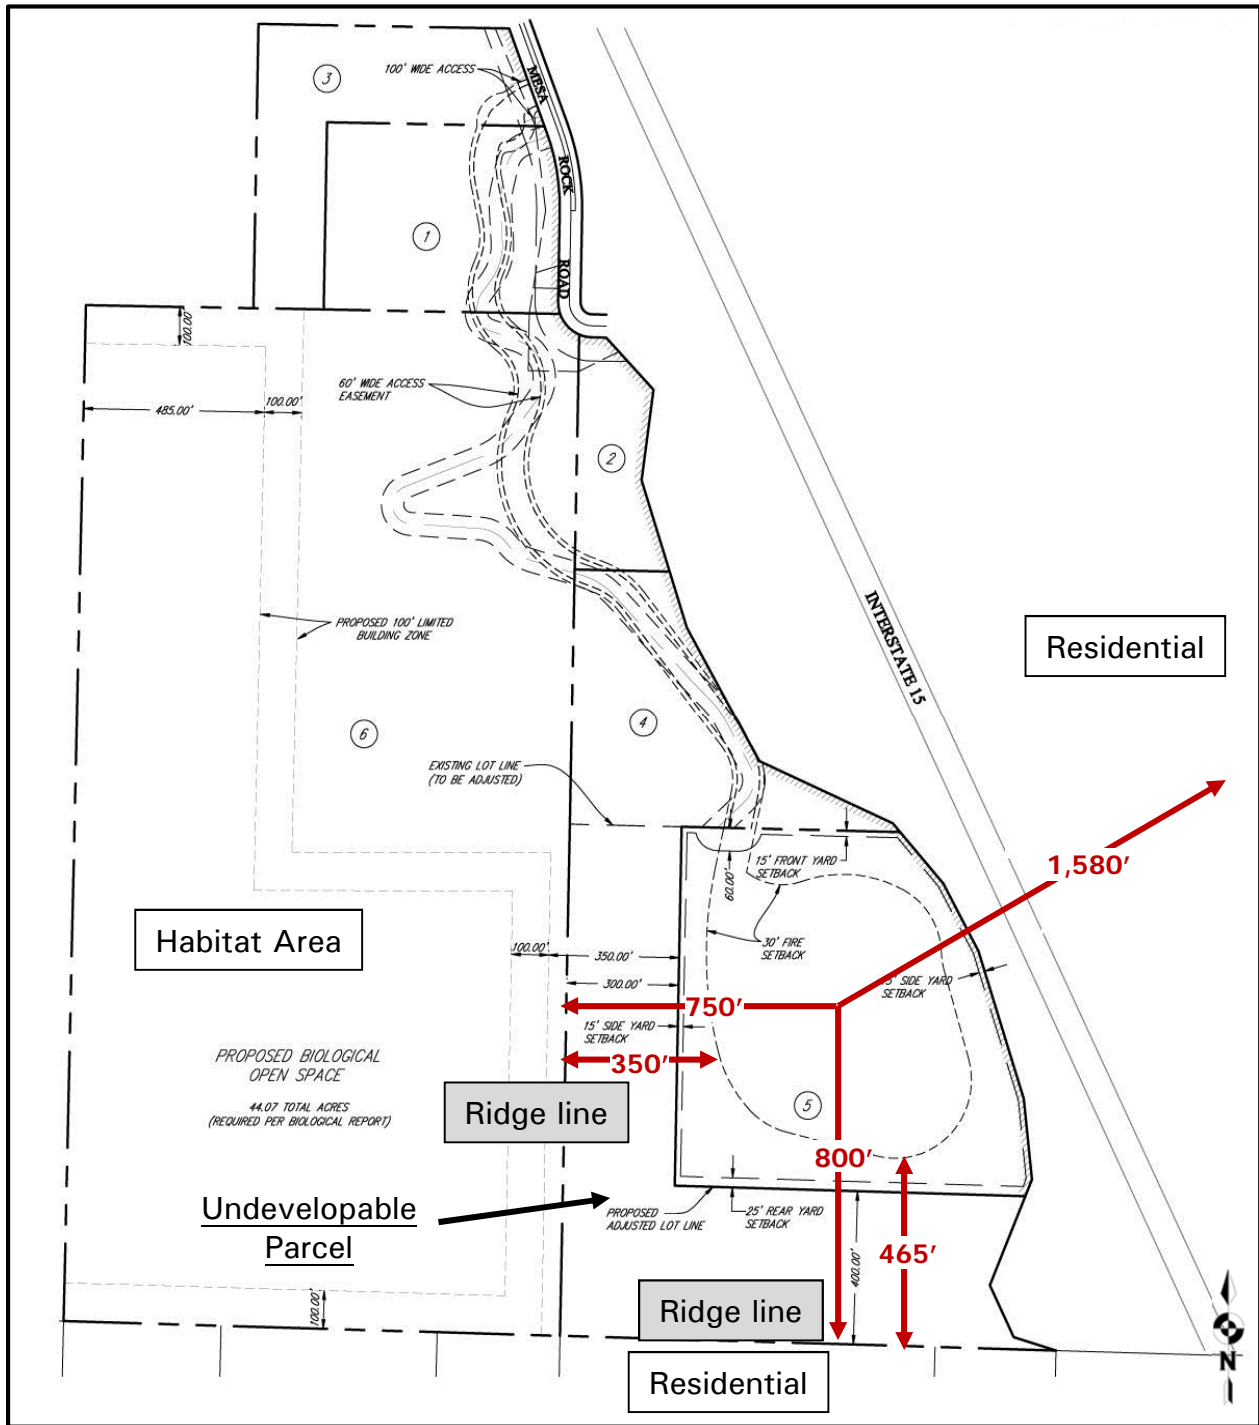 3
100' WIDE ACCESS
MESA
ROCK
ROAD
1
100.00'
60' WIDE ACCESS
EASEMENT
485.00'
100.00'
2
INTERSTATE 15
PROPOSED 100' LIMITED
BUILDING ZONE
Residential
6
4
EXISTING LOT LINE
(TO BE ADJUSTED)
15' FRONT YARD
SETBACK
1,580'
60.00'
Habitat Area
30' FIRE
SETBACK
100.00'
350.00'
300.00'
5' SIDE YARD
SETBACK
750'
15' SIDE YARD
SETBACK
350'
PROPOSED BIOLOGICAL
OPEN SPACE
44.07 TOTAL ACRES
(REQUIRED PER BIOLOGICAL REPORT)
Ridge line
5
800'
Undevelopable
Parcel
PROPOSED
ADJUSTED LOT LINE
25' REAR YARD
SETBACK
465'
400.00'
100.00'
Ridge line
Residential
N